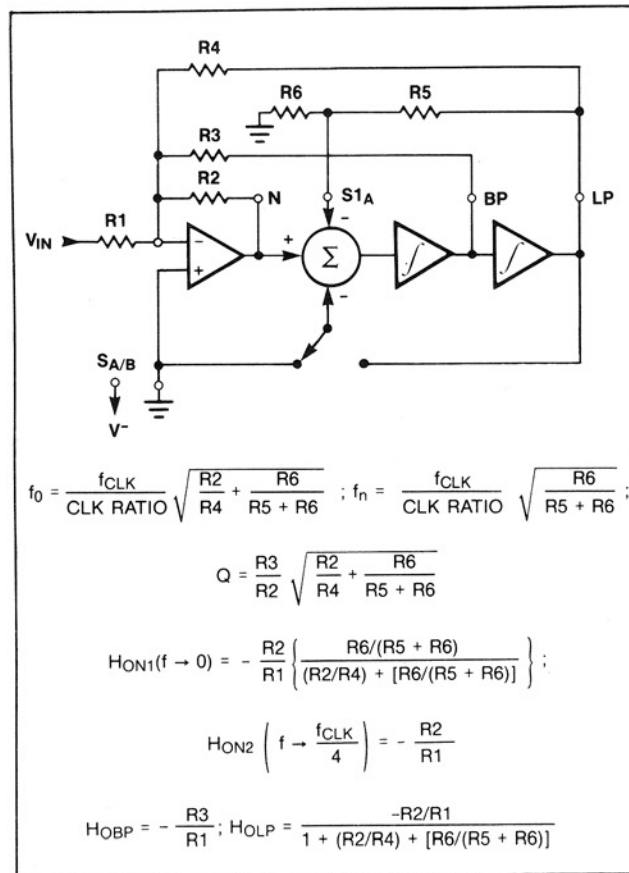 R4
R6 R5
R3
R2 N S1A BP LP
R1
VIN − + Σ ∫ ∫
+ −
−
SA/B
V−
f0 = fCLK / CLK RATIO √(R2/R4 + R6/(R5 + R6)) ; fn = fCLK / CLK RATIO √(R6/(R5 + R6)) ;
Q = R3/R2 √(R2/R4 + R6/(R5 + R6))
HON1(f → 0) = − R2/R1 { R6/(R5 + R6) / (R2/R4) + [R6/(R5 + R6)] } ;
HON2 ( f → fCLK/4 ) = − R2/R1
HOBP = − R3/R1 ; HOLP = −R2/R1 / 1 + (R2/R4) + [R6/(R5 + R6)]